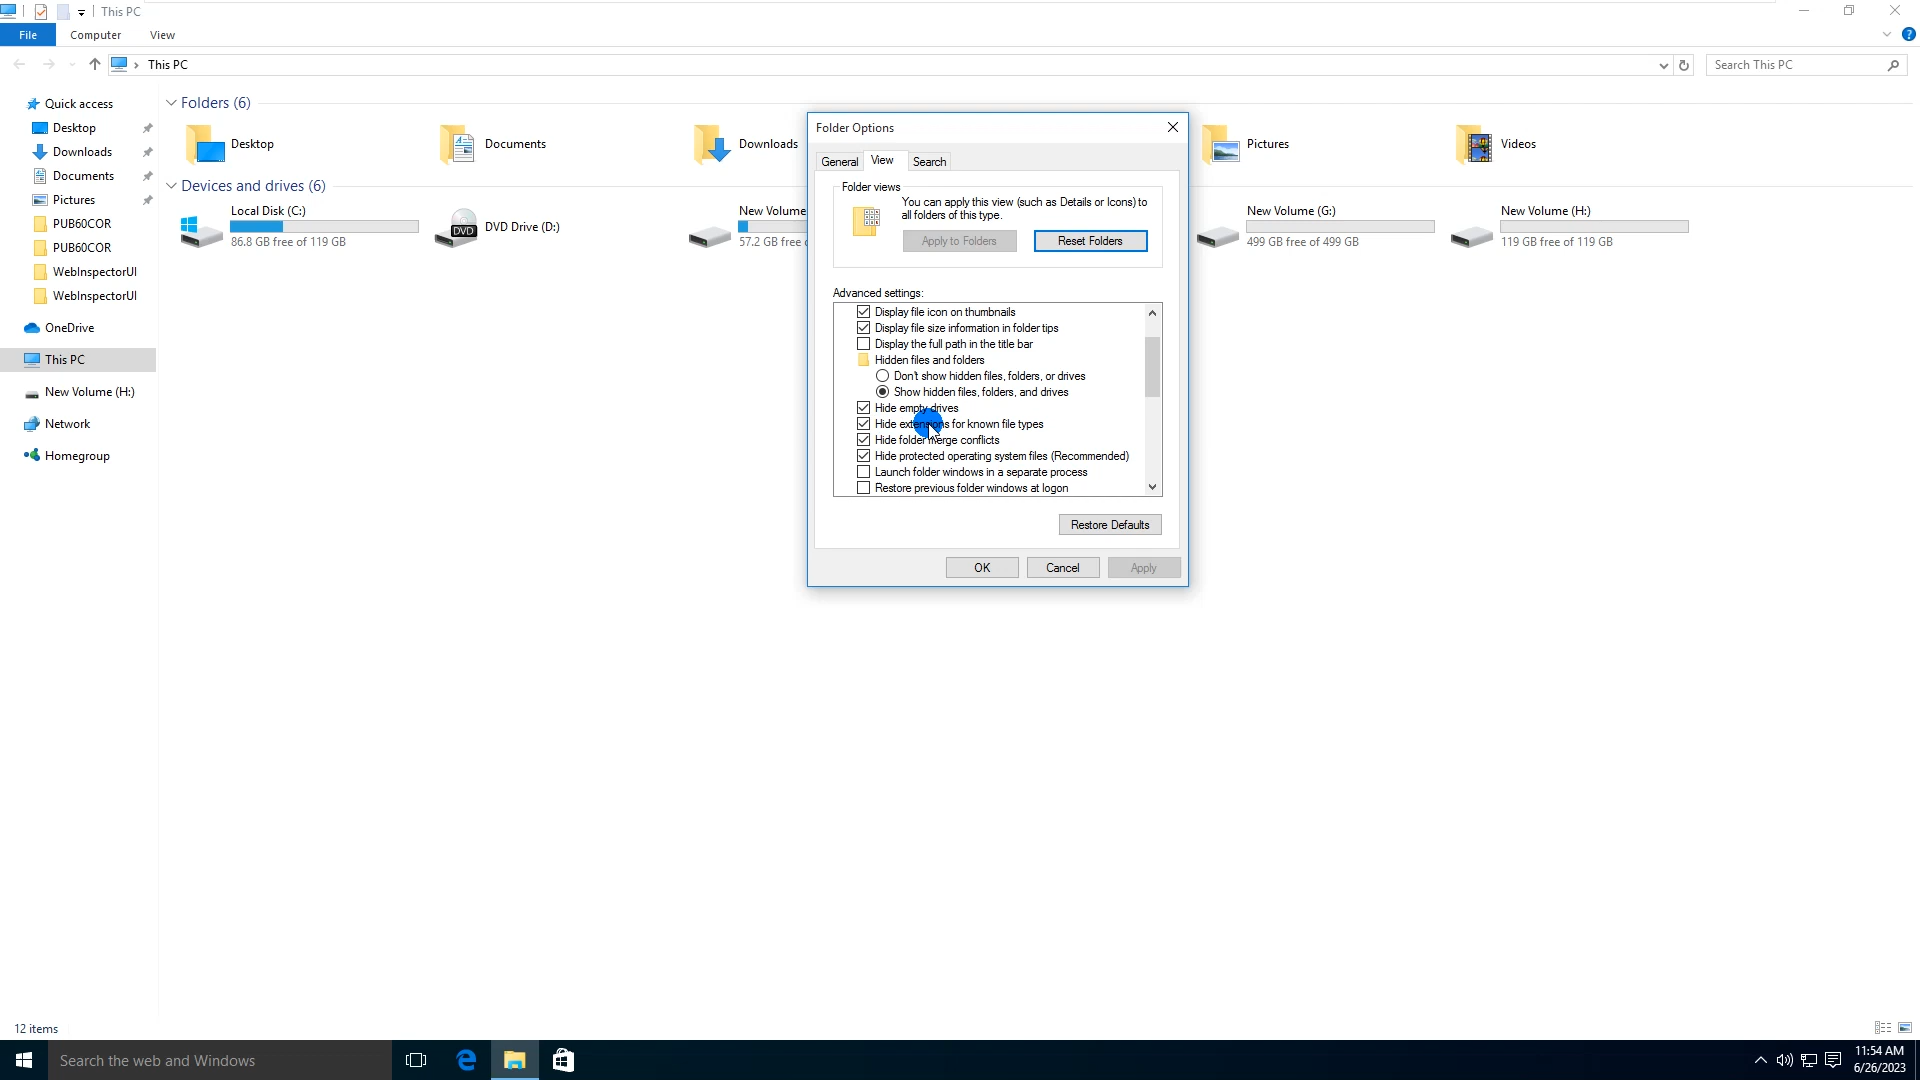 This PC
File
Computer
View
?
This PC
Search This PC
Quick access
Desktop
Downloads
Documents
Pictures
PUB60COR
PUB60COR
WebInspectorUI
WebInspectorUI
OneDrive
This PC
New Volume (H:)
Network
Homegroup
Folders (6)
Desktop
Documents
Downloads
Pictures
Videos
Devices and drives (6)
Local Disk (C:)
86.8 GB free of 119 GB
DVD
DVD Drive (D:)
New Volume
57.2 GB free
New Volume (G:)
499 GB free of 499 GB
New Volume (H:)
119 GB free of 119 GB
Folder Options
General
View
Search
Folder views
You can apply this view (such as Details or Icons) to
all folders of this type.
Apply to Folders
Reset Folders
Advanced settings:
Display file icon on thumbnails
Display file size information in folder tips
Display the full path in the title bar
Hidden files and folders
Don't show hidden files, folders, or drives
Show hidden files, folders, and drives
Hide empty drives
Hide extensions for known file types
Hide folder merge conflicts
Hide protected operating system files (Recommended)
Launch folder windows in a separate process
Restore previous folder windows at logon
Restore Defaults
OK
Cancel
Apply
12 items
Search the web and Windows
11:54 AM
6/26/2023